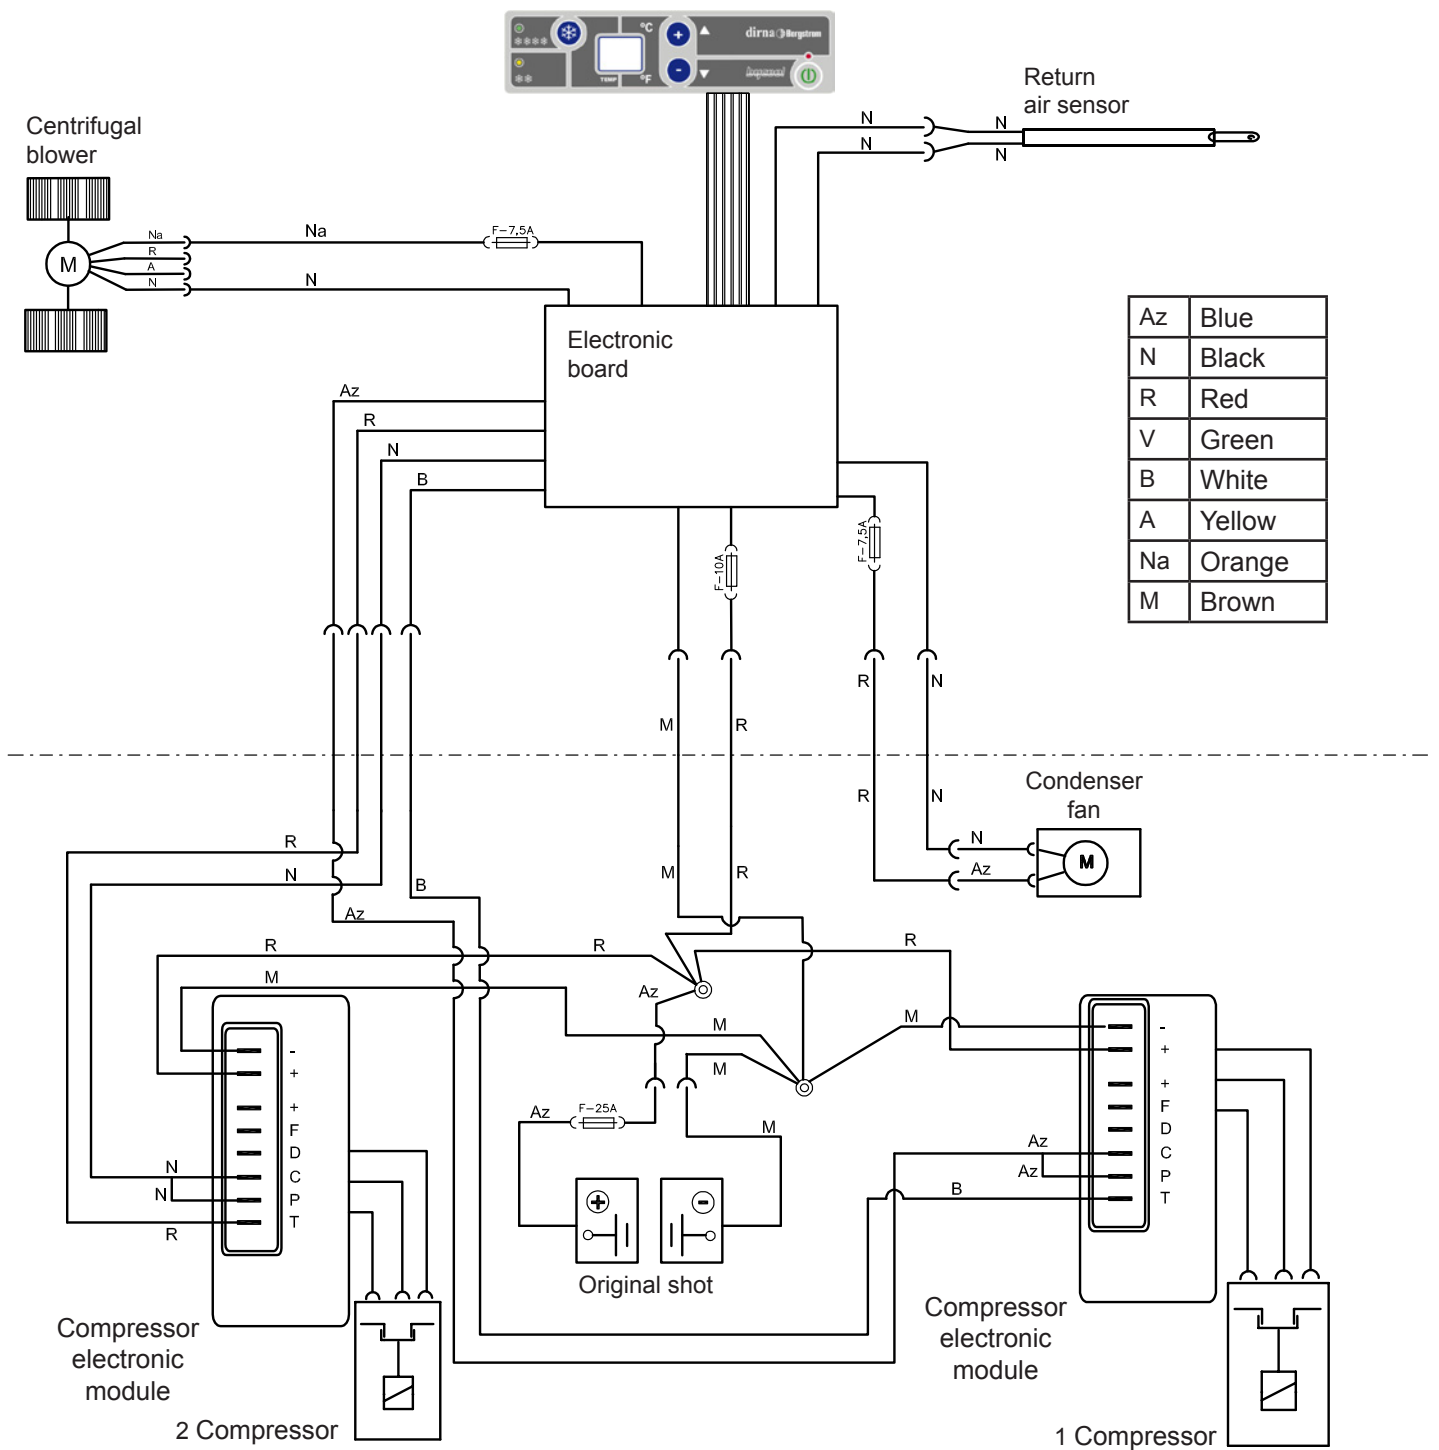 °C
dirna Bergstrom
TEMP
°F
Return
air sensor
N
N
N
N
Centrifugal
blower
M
Na
R
A
N
Na
N
F-7,5A
Electronic
board
Az Blue
N Black
R Red
V Green
B White
A Yellow
Na Orange
M Brown
Az
R
N
B
F-10A
F-7,5A
R
N
M
R
R
N
Condenser
fan
N
Az
M
R
N
B
Az
M
R
R
R
R
M
Az
M
M
M
-
+
+
F
D
C
P
T
N
N
R
Az
F-25A
M
+
-
Original shot
-
+
+
F
D
C
P
T
Az
Az
B
Compressor
electronic
module
2 Compressor
Compressor
electronic
module
1 Compressor